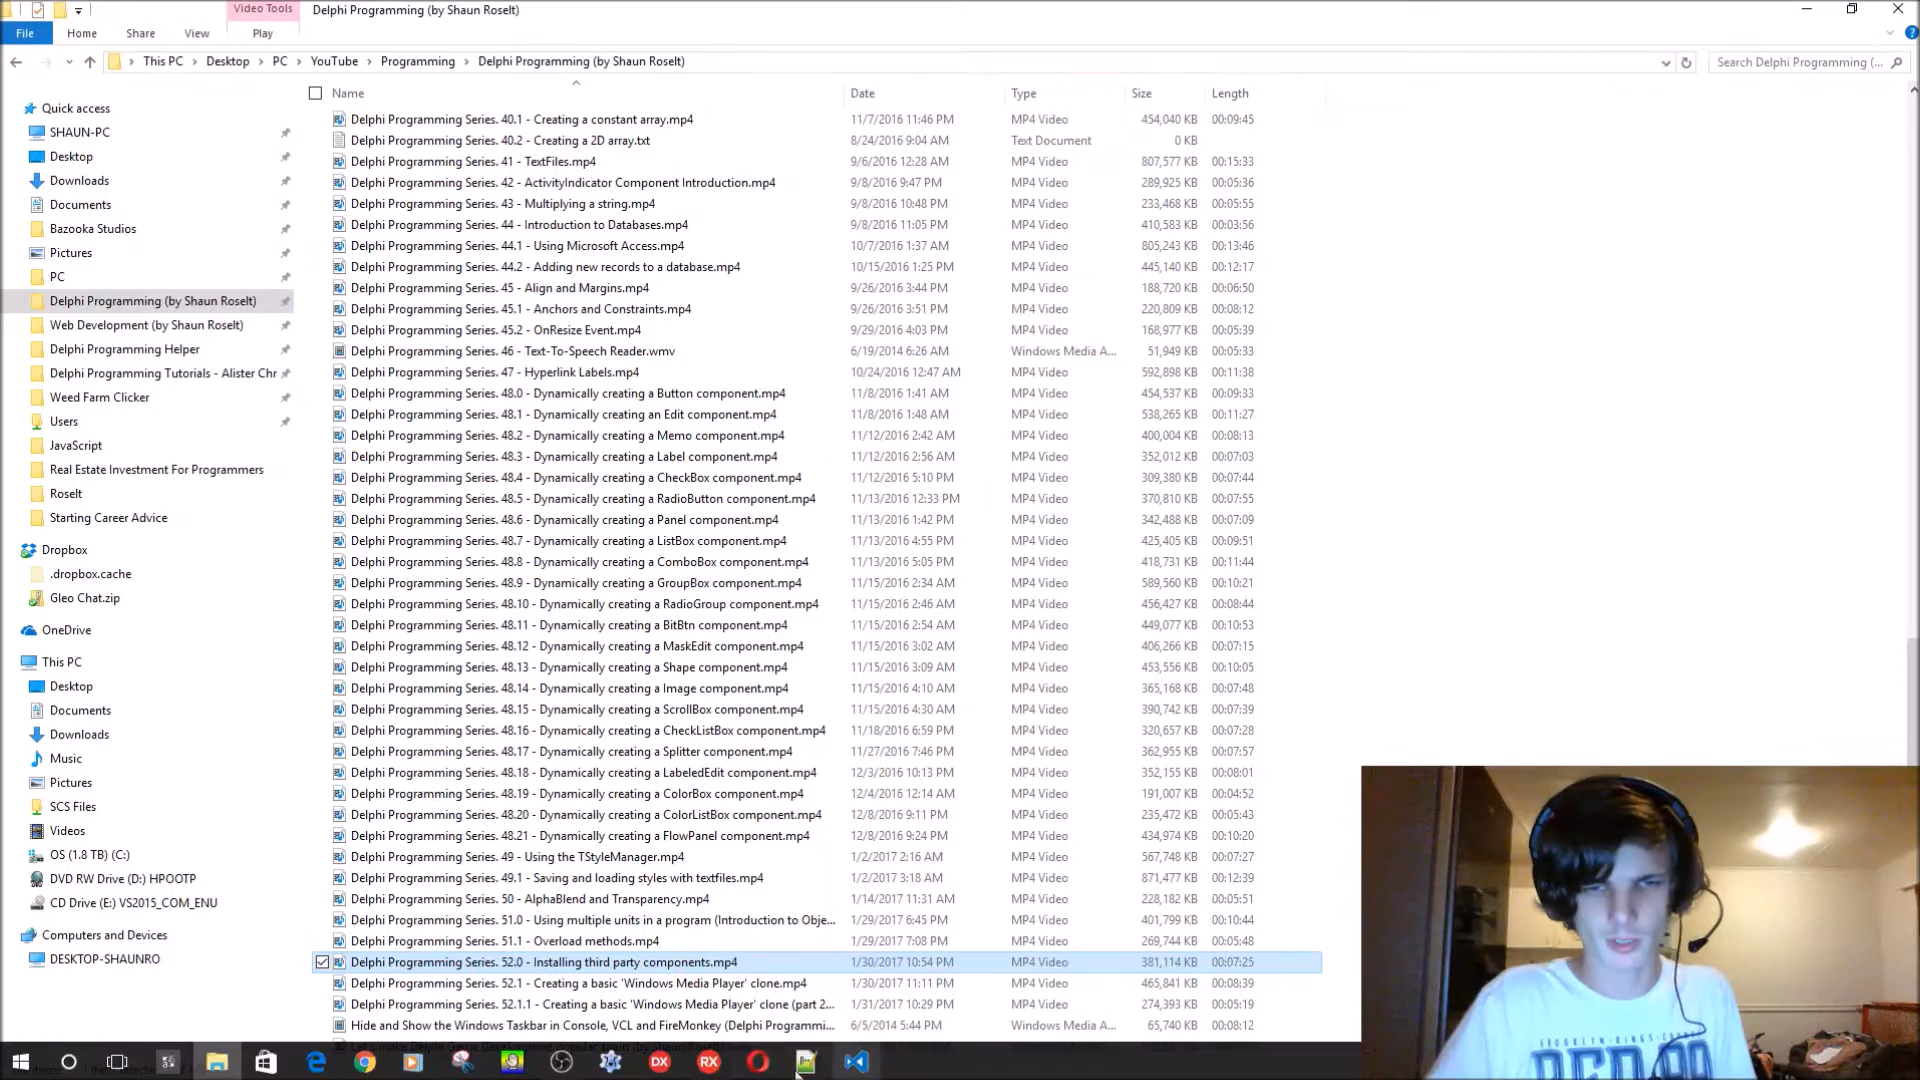 Video Tools
Delphi Programming (by Shaun Roselt)
File Home Share View Play
This PC Desktop PC YouTube Programming Delphi Programming (by Shaun Roselt)
Search Delphi Programming (...
Name Date Type Size Length
Quick access
SHAUN-PC
Desktop
Downloads
Documents
Bazooka Studios
Pictures
PC
Delphi Programming (by Shaun Roselt)
Web Development (by Shaun Roselt)
Delphi Programming Helper
Delphi Programming Tutorials - Alister Chr
Weed Farm Clicker
Users
JavaScript
Real Estate Investment For Programmers
Roselt
Starting Career Advice
Dropbox
.dropbox.cache
Gleo Chat.zip
OneDrive
This PC
Desktop
Documents
Downloads
Music
Pictures
SCS Files
Videos
OS (1.8 TB) (C:)
DVD RW Drive (D:) HPOOTP
CD Drive (E:) VS2015_COM_ENU
Computers and Devices
DESKTOP-SHAUNRO
Delphi Programming Series. 40.1 - Creating a constant array.mp4 11/7/2016 11:46 PM MP4 Video 454,040 KB 00:09:45
Delphi Programming Series. 40.2 - Creating a 2D array.txt 8/24/2016 9:04 AM Text Document 0 KB
Delphi Programming Series. 41 - TextFiles.mp4 9/6/2016 12:28 AM MP4 Video 807,577 KB 00:15:33
Delphi Programming Series. 42 - ActivityIndicator Component Introduction.mp4 9/8/2016 9:47 PM MP4 Video 289,925 KB 00:05:36
Delphi Programming Series. 43 - Multiplying a string.mp4 9/8/2016 10:48 PM MP4 Video 233,468 KB 00:05:55
Delphi Programming Series. 44 - Introduction to Databases.mp4 9/8/2016 11:05 PM MP4 Video 410,583 KB 00:03:56
Delphi Programming Series. 44.1 - Using Microsoft Access.mp4 10/7/2016 1:37 AM MP4 Video 805,243 KB 00:13:46
Delphi Programming Series. 44.2 - Adding new records to a database.mp4 10/15/2016 1:25 PM MP4 Video 445,140 KB 00:12:17
Delphi Programming Series. 45 - Align and Margins.mp4 9/26/2016 3:44 PM MP4 Video 188,720 KB 00:06:50
Delphi Programming Series. 45.1 - Anchors and Constraints.mp4 9/26/2016 3:51 PM MP4 Video 220,809 KB 00:08:12
Delphi Programming Series. 45.2 - OnResize Event.mp4 9/29/2016 4:03 PM MP4 Video 168,977 KB 00:05:39
Delphi Programming Series. 46 - Text-To-Speech Reader.wmv 6/19/2014 6:26 AM Windows Media A... 51,949 KB 00:05:33
Delphi Programming Series. 47 - Hyperlink Labels.mp4 10/24/2016 12:47 AM MP4 Video 592,898 KB 00:11:38
Delphi Programming Series. 48.0 - Dynamically creating a Button component.mp4 11/8/2016 1:41 AM MP4 Video 454,537 KB 00:09:33
Delphi Programming Series. 48.1 - Dynamically creating an Edit component.mp4 11/8/2016 1:48 AM MP4 Video 538,265 KB 00:11:27
Delphi Programming Series. 48.2 - Dynamically creating a Memo component.mp4 11/12/2016 2:42 AM MP4 Video 400,004 KB 00:08:13
Delphi Programming Series. 48.3 - Dynamically creating a Label component.mp4 11/12/2016 2:56 AM MP4 Video 352,012 KB 00:07:03
Delphi Programming Series. 48.4 - Dynamically creating a CheckBox component.mp4 11/12/2016 5:10 PM MP4 Video 309,380 KB 00:07:44
Delphi Programming Series. 48.5 - Dynamically creating a RadioButton component.mp4 11/13/2016 12:33 PM MP4 Video 370,810 KB 00:07:55
Delphi Programming Series. 48.6 - Dynamically creating a Panel component.mp4 11/13/2016 1:42 PM MP4 Video 342,488 KB 00:07:09
Delphi Programming Series. 48.7 - Dynamically creating a ListBox component.mp4 11/13/2016 4:55 PM MP4 Video 425,405 KB 00:09:51
Delphi Programming Series. 48.8 - Dynamically creating a ComboBox component.mp4 11/13/2016 5:05 PM MP4 Video 418,731 KB 00:11:44
Delphi Programming Series. 48.9 - Dynamically creating a GroupBox component.mp4 11/15/2016 2:34 AM MP4 Video 589,560 KB 00:10:21
Delphi Programming Series. 48.10 - Dynamically creating a RadioGroup component.mp4 11/15/2016 2:46 AM MP4 Video 456,427 KB 00:08:44
Delphi Programming Series. 48.11 - Dynamically creating a BitBtn component.mp4 11/15/2016 2:54 AM MP4 Video 449,077 KB 00:10:53
Delphi Programming Series. 48.12 - Dynamically creating a MaskEdit component.mp4 11/15/2016 3:02 AM MP4 Video 406,266 KB 00:07:15
Delphi Programming Series. 48.13 - Dynamically creating a Shape component.mp4 11/15/2016 3:09 AM MP4 Video 453,556 KB 00:10:05
Delphi Programming Series. 48.14 - Dynamically creating a Image component.mp4 11/15/2016 4:10 AM MP4 Video 365,168 KB 00:07:48
Delphi Programming Series. 48.15 - Dynamically creating a ScrollBox component.mp4 11/15/2016 4:30 AM MP4 Video 390,742 KB 00:07:39
Delphi Programming Series. 48.16 - Dynamically creating a CheckListBox component.mp4 11/18/2016 6:59 PM MP4 Video 320,657 KB 00:07:28
Delphi Programming Series. 48.17 - Dynamically creating a Splitter component.mp4 11/27/2016 7:46 PM MP4 Video 362,955 KB 00:07:57
Delphi Programming Series. 48.18 - Dynamically creating a LabeledEdit component.mp4 12/3/2016 10:13 PM MP4 Video 352,155 KB 00:08:01
Delphi Programming Series. 48.19 - Dynamically creating a ColorBox component.mp4 12/4/2016 12:14 AM MP4 Video 191,007 KB 00:04:52
Delphi Programming Series. 48.20 - Dynamically creating a ColorListBox component.mp4 12/8/2016 9:11 PM MP4 Video 235,472 KB 00:05:43
Delphi Programming Series. 48.21 - Dynamically creating a FlowPanel component.mp4 12/8/2016 9:24 PM MP4 Video 434,974 KB 00:10:20
Delphi Programming Series. 49 - Using the TStyleManager.mp4 1/2/2017 2:16 AM MP4 Video 567,748 KB 00:07:27
Delphi Programming Series. 49.1 - Saving and loading styles with textfiles.mp4 1/2/2017 3:18 AM MP4 Video 871,477 KB 00:12:39
Delphi Programming Series. 50 - AlphaBlend and Transparency.mp4 1/14/2017 11:31 AM MP4 Video 228,182 KB 00:05:51
Delphi Programming Series. 51.0 - Using multiple units in a program (Introduction to Obje... 1/29/2017 6:45 PM MP4 Video 401,799 KB 00:10:44
Delphi Programming Series. 51.1 - Overload methods.mp4 1/29/2017 7:08 PM MP4 Video 269,744 KB 00:05:48
Delphi Programming Series. 52.0 - Installing third party components.mp4 1/30/2017 10:54 PM MP4 Video 381,114 KB 00:07:25
Delphi Programming Series. 52.1 - Creating a basic 'Windows Media Player' clone.mp4 1/30/2017 11:11 PM MP4 Video 465,841 KB 00:08:39
Delphi Programming Series. 52.1.1 - Creating a basic 'Windows Media Player' clone (part 2... 1/31/2017 10:29 PM MP4 Video 274,393 KB 00:05:19
Hide and Show the Windows Taskbar in Console, VCL and FireMonkey (Delphi Programmi... 6/5/2014 5:44 PM Windows Media A... 65,740 KB 00:08:12
DX RX